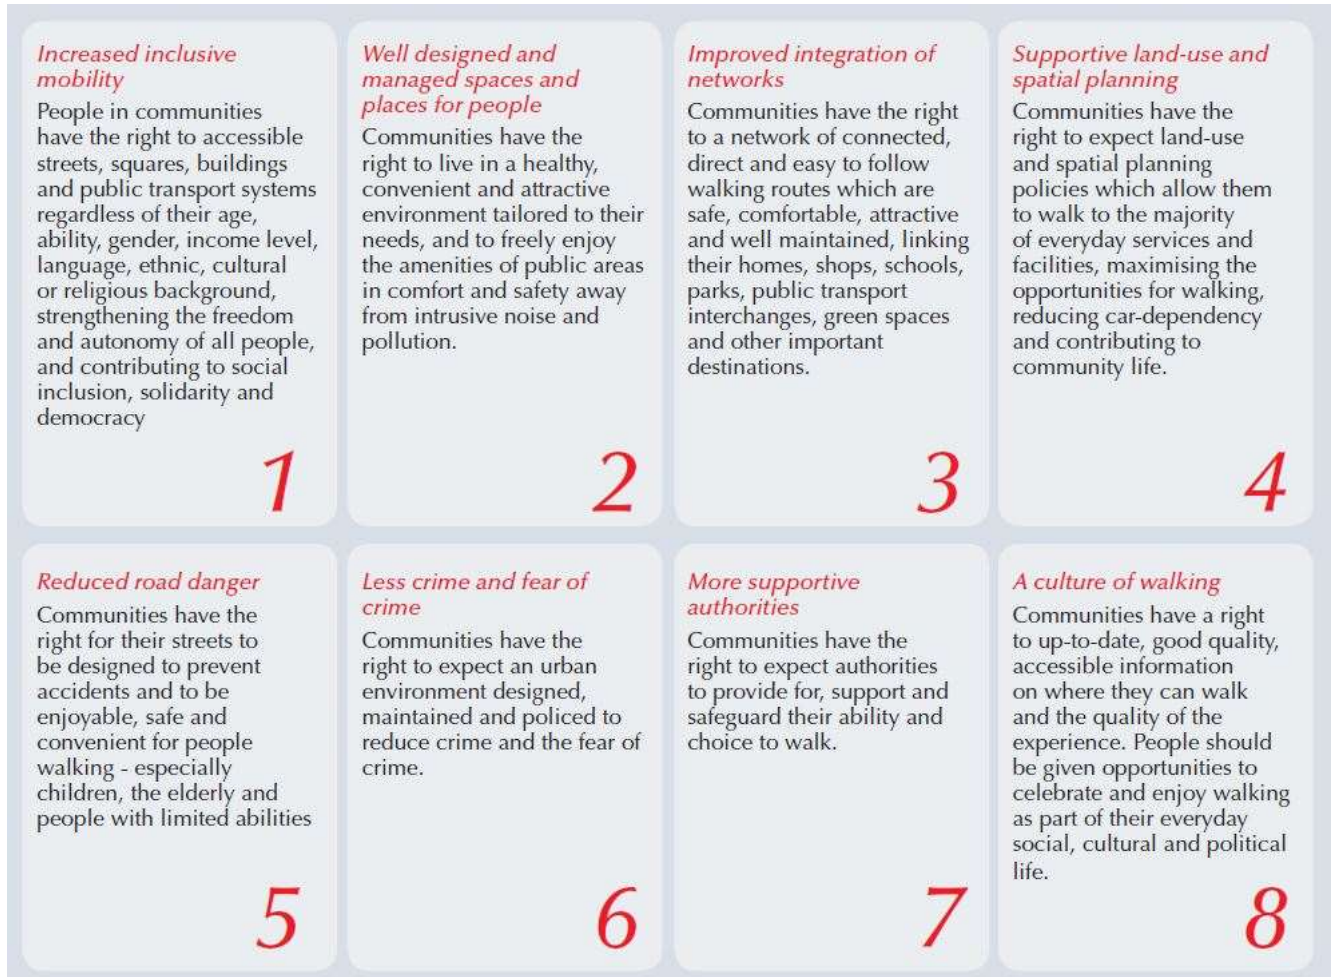 Increased inclusive
mobility
People in communities
have the right to accessible
streets, squares, buildings
and public transport systems
regardless of their age,
ability, gender, income level,
language, ethnic, cultural
or religious background,
strengthening the freedom
and autonomy of all people,
and contributing to social
inclusion, solidarity and
democracy
1
Well designed and
managed spaces and
places for people
Communities have the
right to live in a healthy,
convenient and attractive
environment tailored to their
needs, and to freely enjoy
the amenities of public areas
in comfort and safety away
from intrusive noise and
pollution.
2
Improved integration of
networks
Communities have the right
to a network of connected,
direct and easy to follow
walking routes which are
safe, comfortable, attractive
and well maintained, linking
their homes, shops, schools,
parks, public transport
interchanges, green spaces
and other important
destinations.
3
Supportive land-use and
spatial planning
Communities have the
right to expect land-use
and spatial planning
policies which allow them
to walk to the majority
of everyday services and
facilities, maximising the
opportunities for walking,
reducing car-dependency
and contributing to
community life.
4
Reduced road danger
Communities have the
right for their streets to
be designed to prevent
accidents and to be
enjoyable, safe and
convenient for people
walking - especially
children, the elderly and
people with limited abilities
5
Less crime and fear of
crime
Communities have the
right to expect an urban
environment designed,
maintained and policed to
reduce crime and the fear of
crime.
6
More supportive
authorities
Communities have the
right to expect authorities
to provide for, support and
safeguard their ability and
choice to walk.
7
A culture of walking
Communities have a right
to up-to-date, good quality,
accessible information
on where they can walk
and the quality of the
experience. People should
be given opportunities to
celebrate and enjoy walking
as part of their everyday
social, cultural and political
life.
8